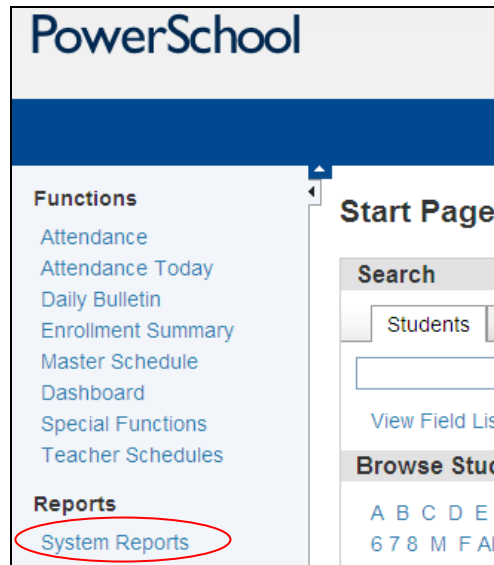 PowerSchool
Functions
Attendance
Attendance Today
Daily Bulletin
Enrollment Summary
Master Schedule
Dashboard
Special Functions
Teacher Schedules
Reports
System Reports
Start Page
Search
Students
View Field Lis
Browse Stud
A B C D E
6 7 8 M F Al